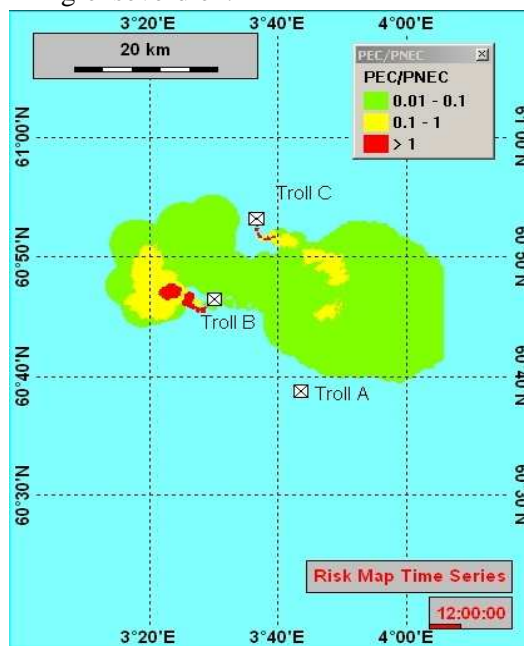 3°20'E 3°40'E 4°00'E
20 km
PEC/PNEC
PEC/PNEC
0.01 - 0.1
0.1 - 1
> 1
61°00'N 61°00'N
Troll C
60°50'N 60°50'N
Troll B
60°40'N 60°40'N
Troll A
60°30'N 60°30'N
Risk Map Time Series
12:00:00
3°20'E 3°40'E 4°00'E